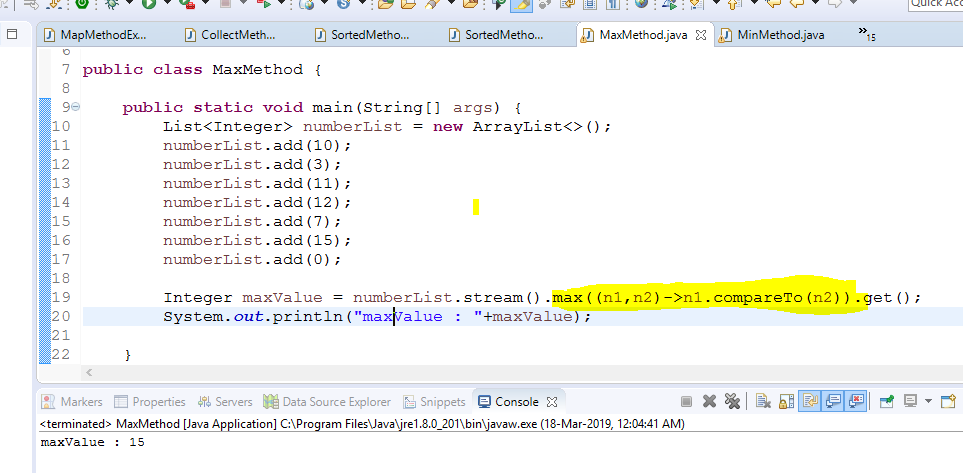 Quick Acc
MapMethodEx...
CollectMeth...
SortedMetho...
SortedMetho...
MaxMethod.java
MinMethod.java
»15
6
7 public class MaxMethod {
8
9 public static void main(String[] args) {
10 List<Integer> numberList = new ArrayList<>();
11 numberList.add(10);
12 numberList.add(3);
13 numberList.add(11);
14 numberList.add(12);
15 numberList.add(7);
16 numberList.add(15);
17 numberList.add(0);
18
19 Integer maxValue = numberList.stream().max((n1,n2)->n1.compareTo(n2)).get();
20 System.out.println("maxValue : "+maxValue);
21
22 }
Markers Properties Servers Data Source Explorer Snippets Console
<terminated> MaxMethod [Java Application] C:\Program Files\Java\jre1.8.0_201\bin\javaw.exe (18-Mar-2019, 12:04:41 AM)
maxValue : 15